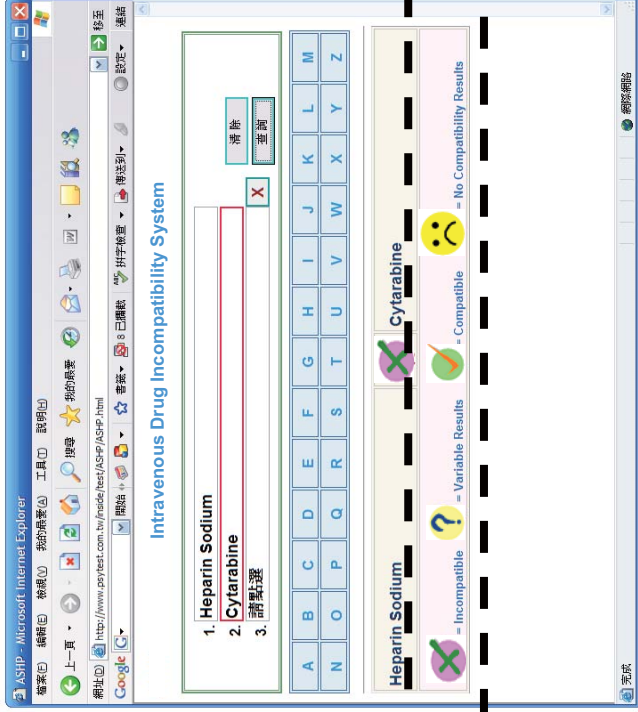 ASHP - Microsoft Internet Explorer
檔案(F) 編輯(E) 檢視(V) 我的最愛(A) 工具(T) 說明(H)
上一頁 搜尋 我的最愛
網址(D) http://www.psytest.com.tw/inside/test/ASHP/ASHP.html 移至 連結
Google G 開始 書籤 8 已攔截 ABC 拼字檢查 傳送到 設定
Intravenous Drug Incompatibility System
1. Heparin Sodium
2. Cytarabine
3. 請點選
X 清除
查詢
A B C D E F G H I J K L M
N O P Q R S T U V W X Y Z
Heparin Sodium Cytarabine
= Incompatible = Variable Results = Compatible = No Compatibility Results
完成 網際網路